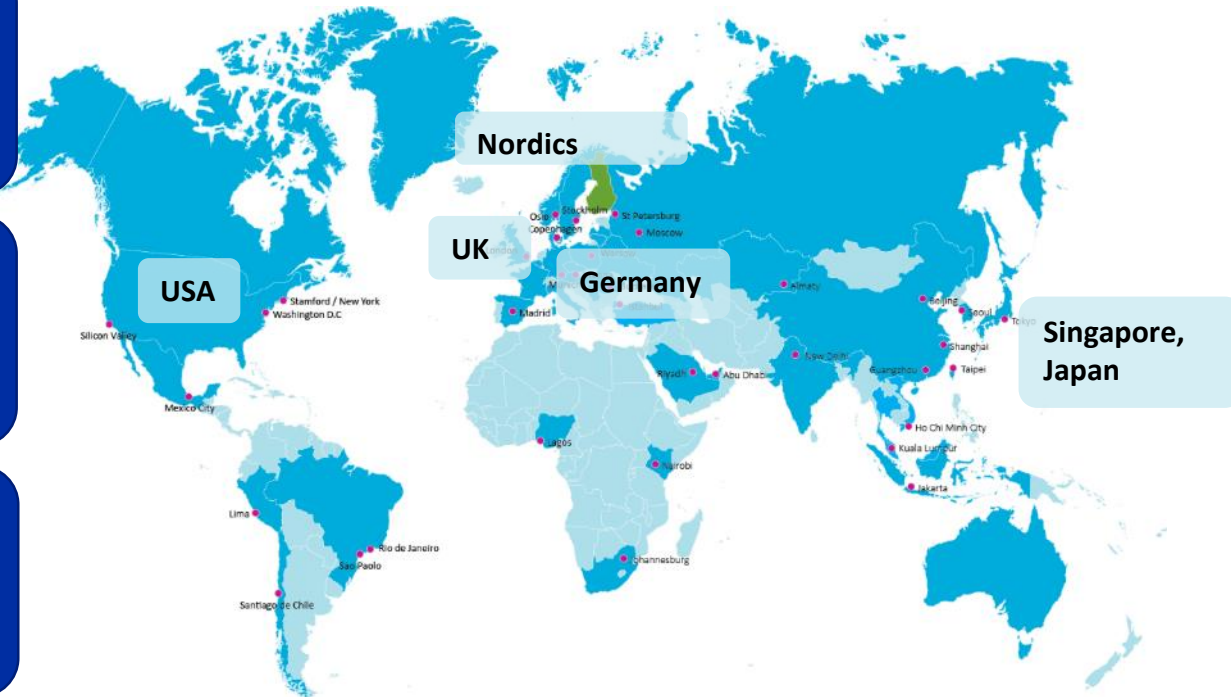 Nordics
Oslo
Stockholm
St Petersburg
Copenhagen
Moscow
UK
Warsaw
USA
Germany
Almaty
Stamford / New York
Washington D.C
Madrid
Beijing
Seoul
Silicon Valley
Singapore,
Japan
Shanghai
New Delhi
Riyadh
Abu Dhabi
Guangzhou
Taipei
Mexico City
Ho Chi Minh City
Lagos
Kuala Lumpur
Nairobi
Jakarta
Lima
Rio de Janeiro
Sao Paolo
Johannesburg
Santiago de Chile